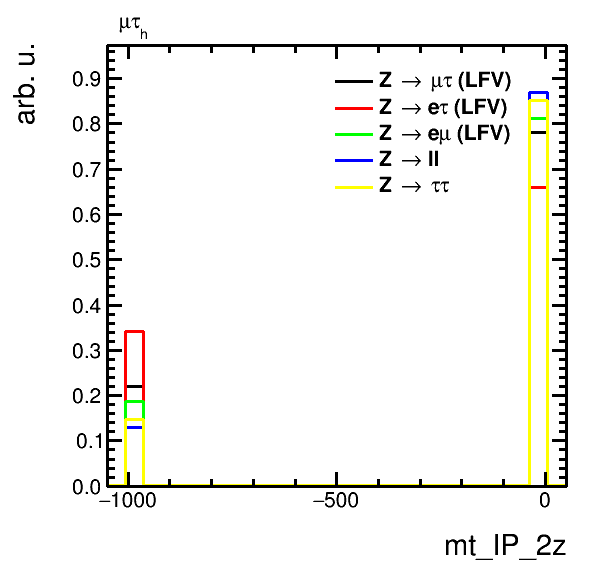 μτh
arb. u.
0.9
0.8
0.7
0.6
0.5
0.4
0.3
0.2
0.1
0.0
Z → μτ (LFV)
Z → eτ (LFV)
Z → eμ (LFV)
Z → ll
Z → ττ
−1000 −500 0
mt_IP_2z